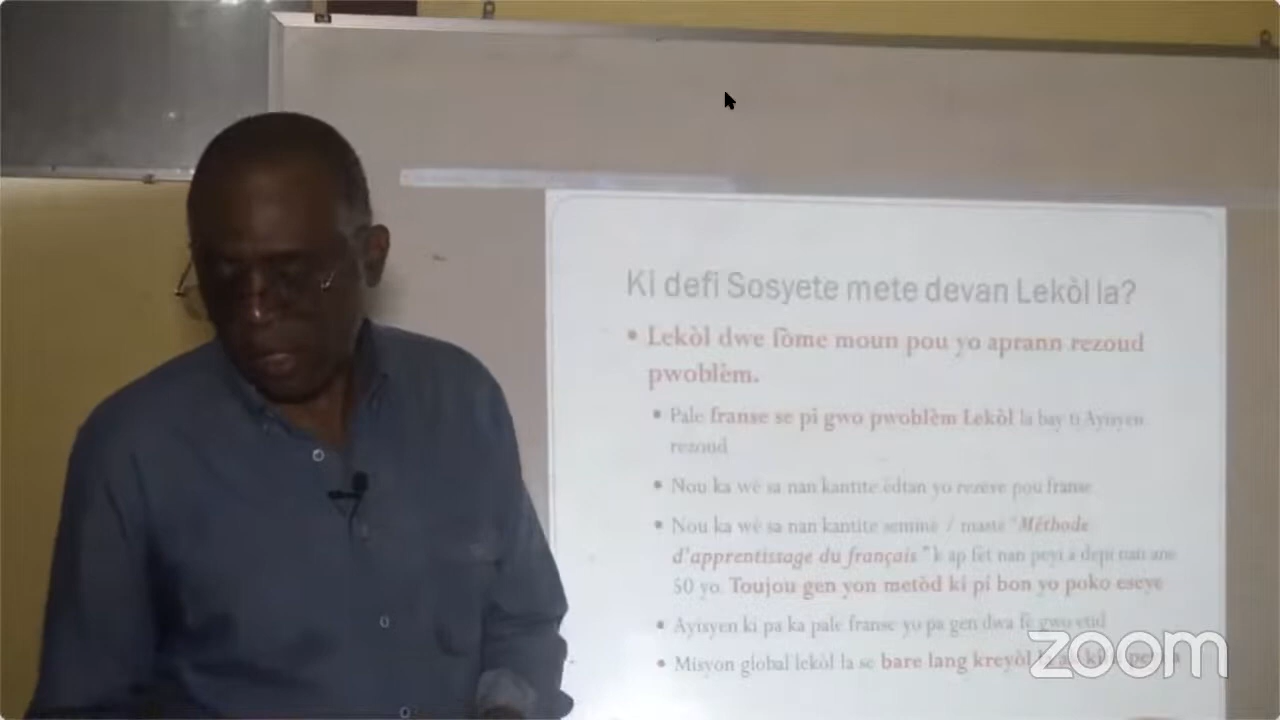 Ki defi Sosyete mete devan Lekòl la?
Lekòl dwe fòme moun pou yo aprann rezoud
pwoblèm.
Pale franse se pi gwo pwoblèm Lekòl la bay ti Ayisyen
rezoud
Nou ka wè sa nan kantite èdtan yo rezève pou franse
Nou ka wè sa nan kantite seminè / mastè "Méthode
d'apprentissage du français" k ap fèt nan peyi a depi nan ane
50 yo. Toujou gen yon metòd ki pi bon yo poko eseye
Ayisyen ki pa ka pale franse yo pa gen dwa fè gwo etid
Misyon global lekòl la se bare lang kreyòl
zoom